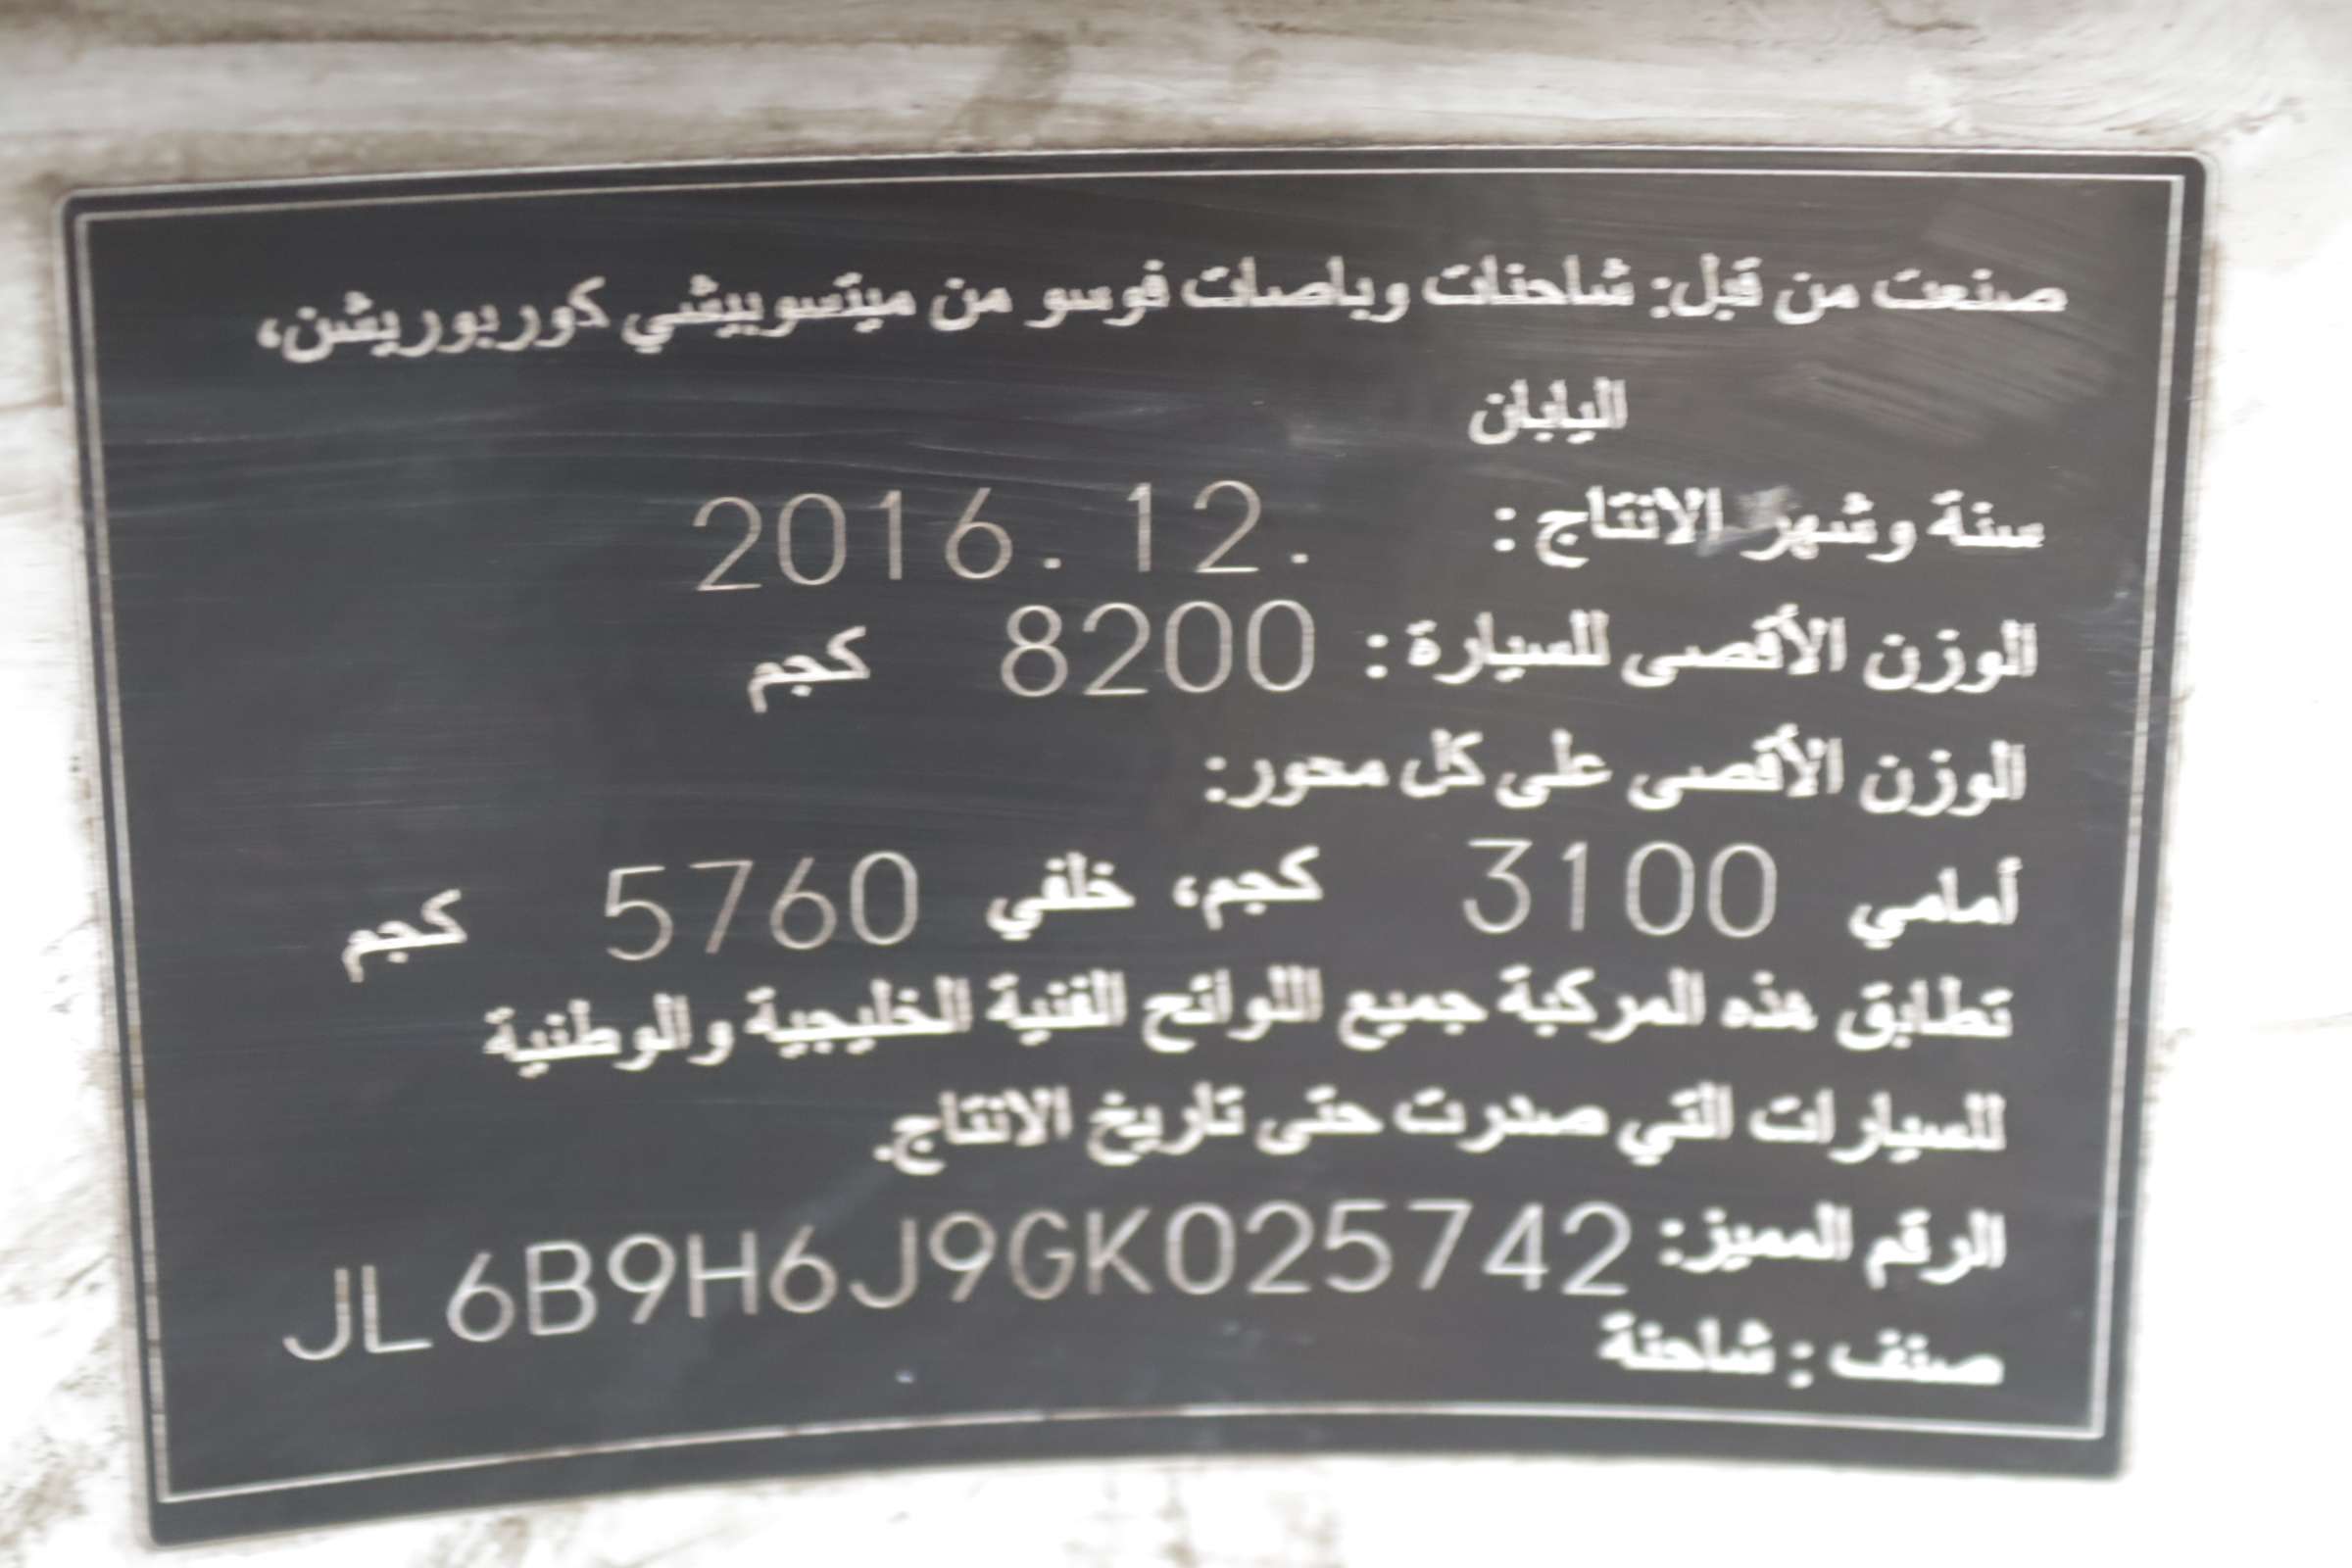 صنعت من قبل: شاحنات وباصات فوسو من ميتسوبيشي كوربوريشن،
اليابان
سنة وشهر الانتاج : 2016.12.
الوزن الأقصى للسيارة : 8200 كجم
الوزن الأقصى على كل محور:
أمامي 3100 كجم، خلفي 5760 كجم
تطابق هذه المركبة جميع اللوائح الفنية الخليجية والوطنية
للسيارات التي صدرت حتى تاريخ الانتاج.
الرقم المميز: JL6B9H6J9GK025742
صنف : شاحنة